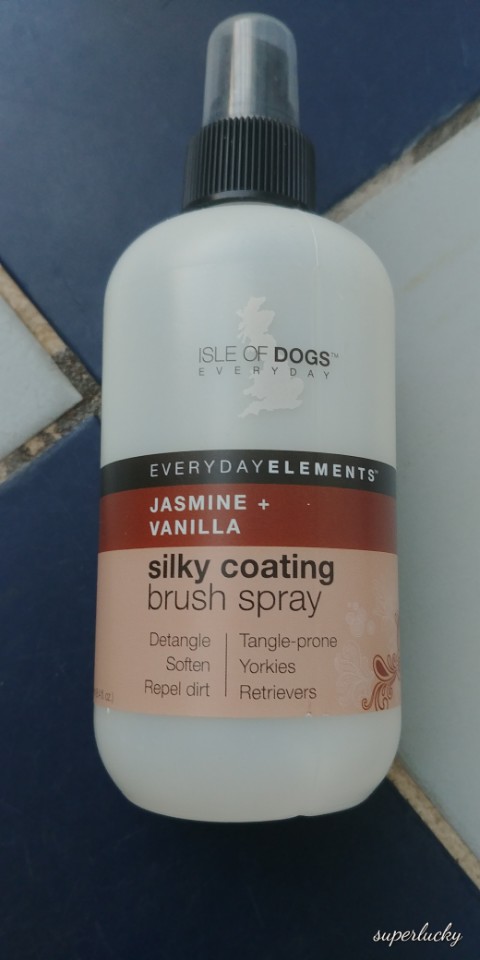 ISLE OF DOGS™
EVERYDAY
EVERYDAYELEMENTS™
JASMINE +
VANILLA
silky coating
brush spray
Detangle
Soften
Repel dirt
Tangle-prone
Yorkies
Retrievers
superlucky